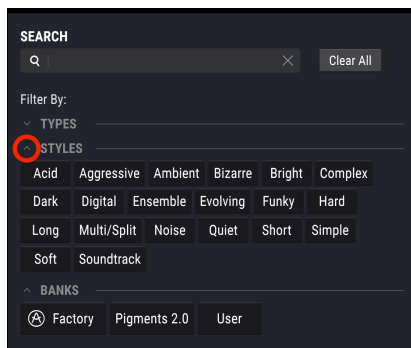 SEARCH
Clear All
Filter By:
TYPES
STYLES
Acid Aggressive Ambient Bizarre Bright Complex
Dark Digital Ensemble Evolving Funky Hard
Long Multi/Split Noise Quiet Short Simple
Soft Soundtrack
BANKS
Factory Pigments 2.0 User